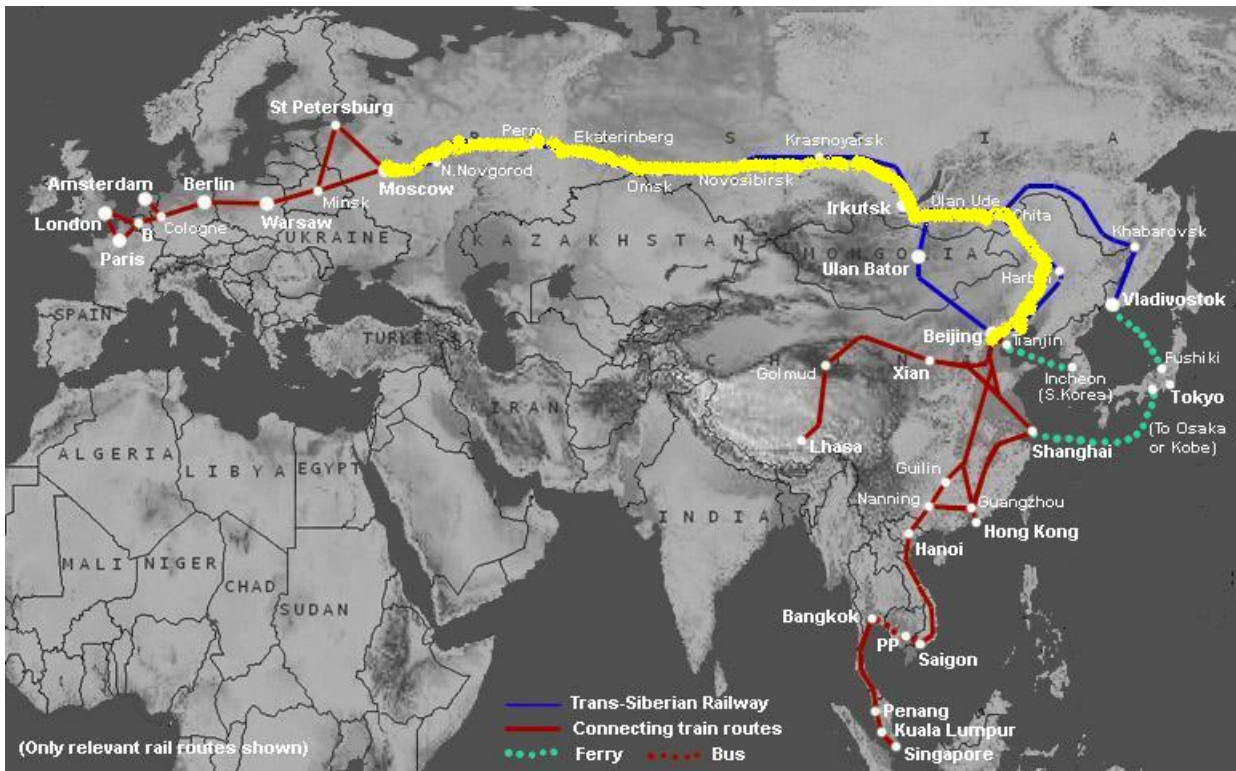 St Petersburg
R U S S I A
Perm
Ekaterinberg
Krasnoyarsk
N.Novgorod
Moscow
Omsk
Novosibirsk
Amsterdam
Berlin
Minsk
Irkutsk
Ulan Ude
Chita
London
Warsaw
B
Cologne
Paris
UKRAINE
KAZAKHSTAN
MONGOLIA
Ulan Bator
Khabarovsk
Harbin
Vladivostok
SPAIN
TURKEY
Beijing
Tianjin
CHINA
Golmud
Xian
Incheon
(S.Korea)
Fushiki
Tokyo
IRAN
Lhasa
(To Osaka
or Kobe)
Shanghai
ALGERIA
LIBYA
EGYPT
Guilin
Nanning
Guangzhou
INDIA
Hong Kong
Hanoi
MALI
NIGER
CHAD
SUDAN
Bangkok
PP
Saigon
Trans-Siberian Railway
Penang
Connecting train routes
Kuala Lumpur
(Only relevant rail routes shown)
Ferry
Bus
Singapore